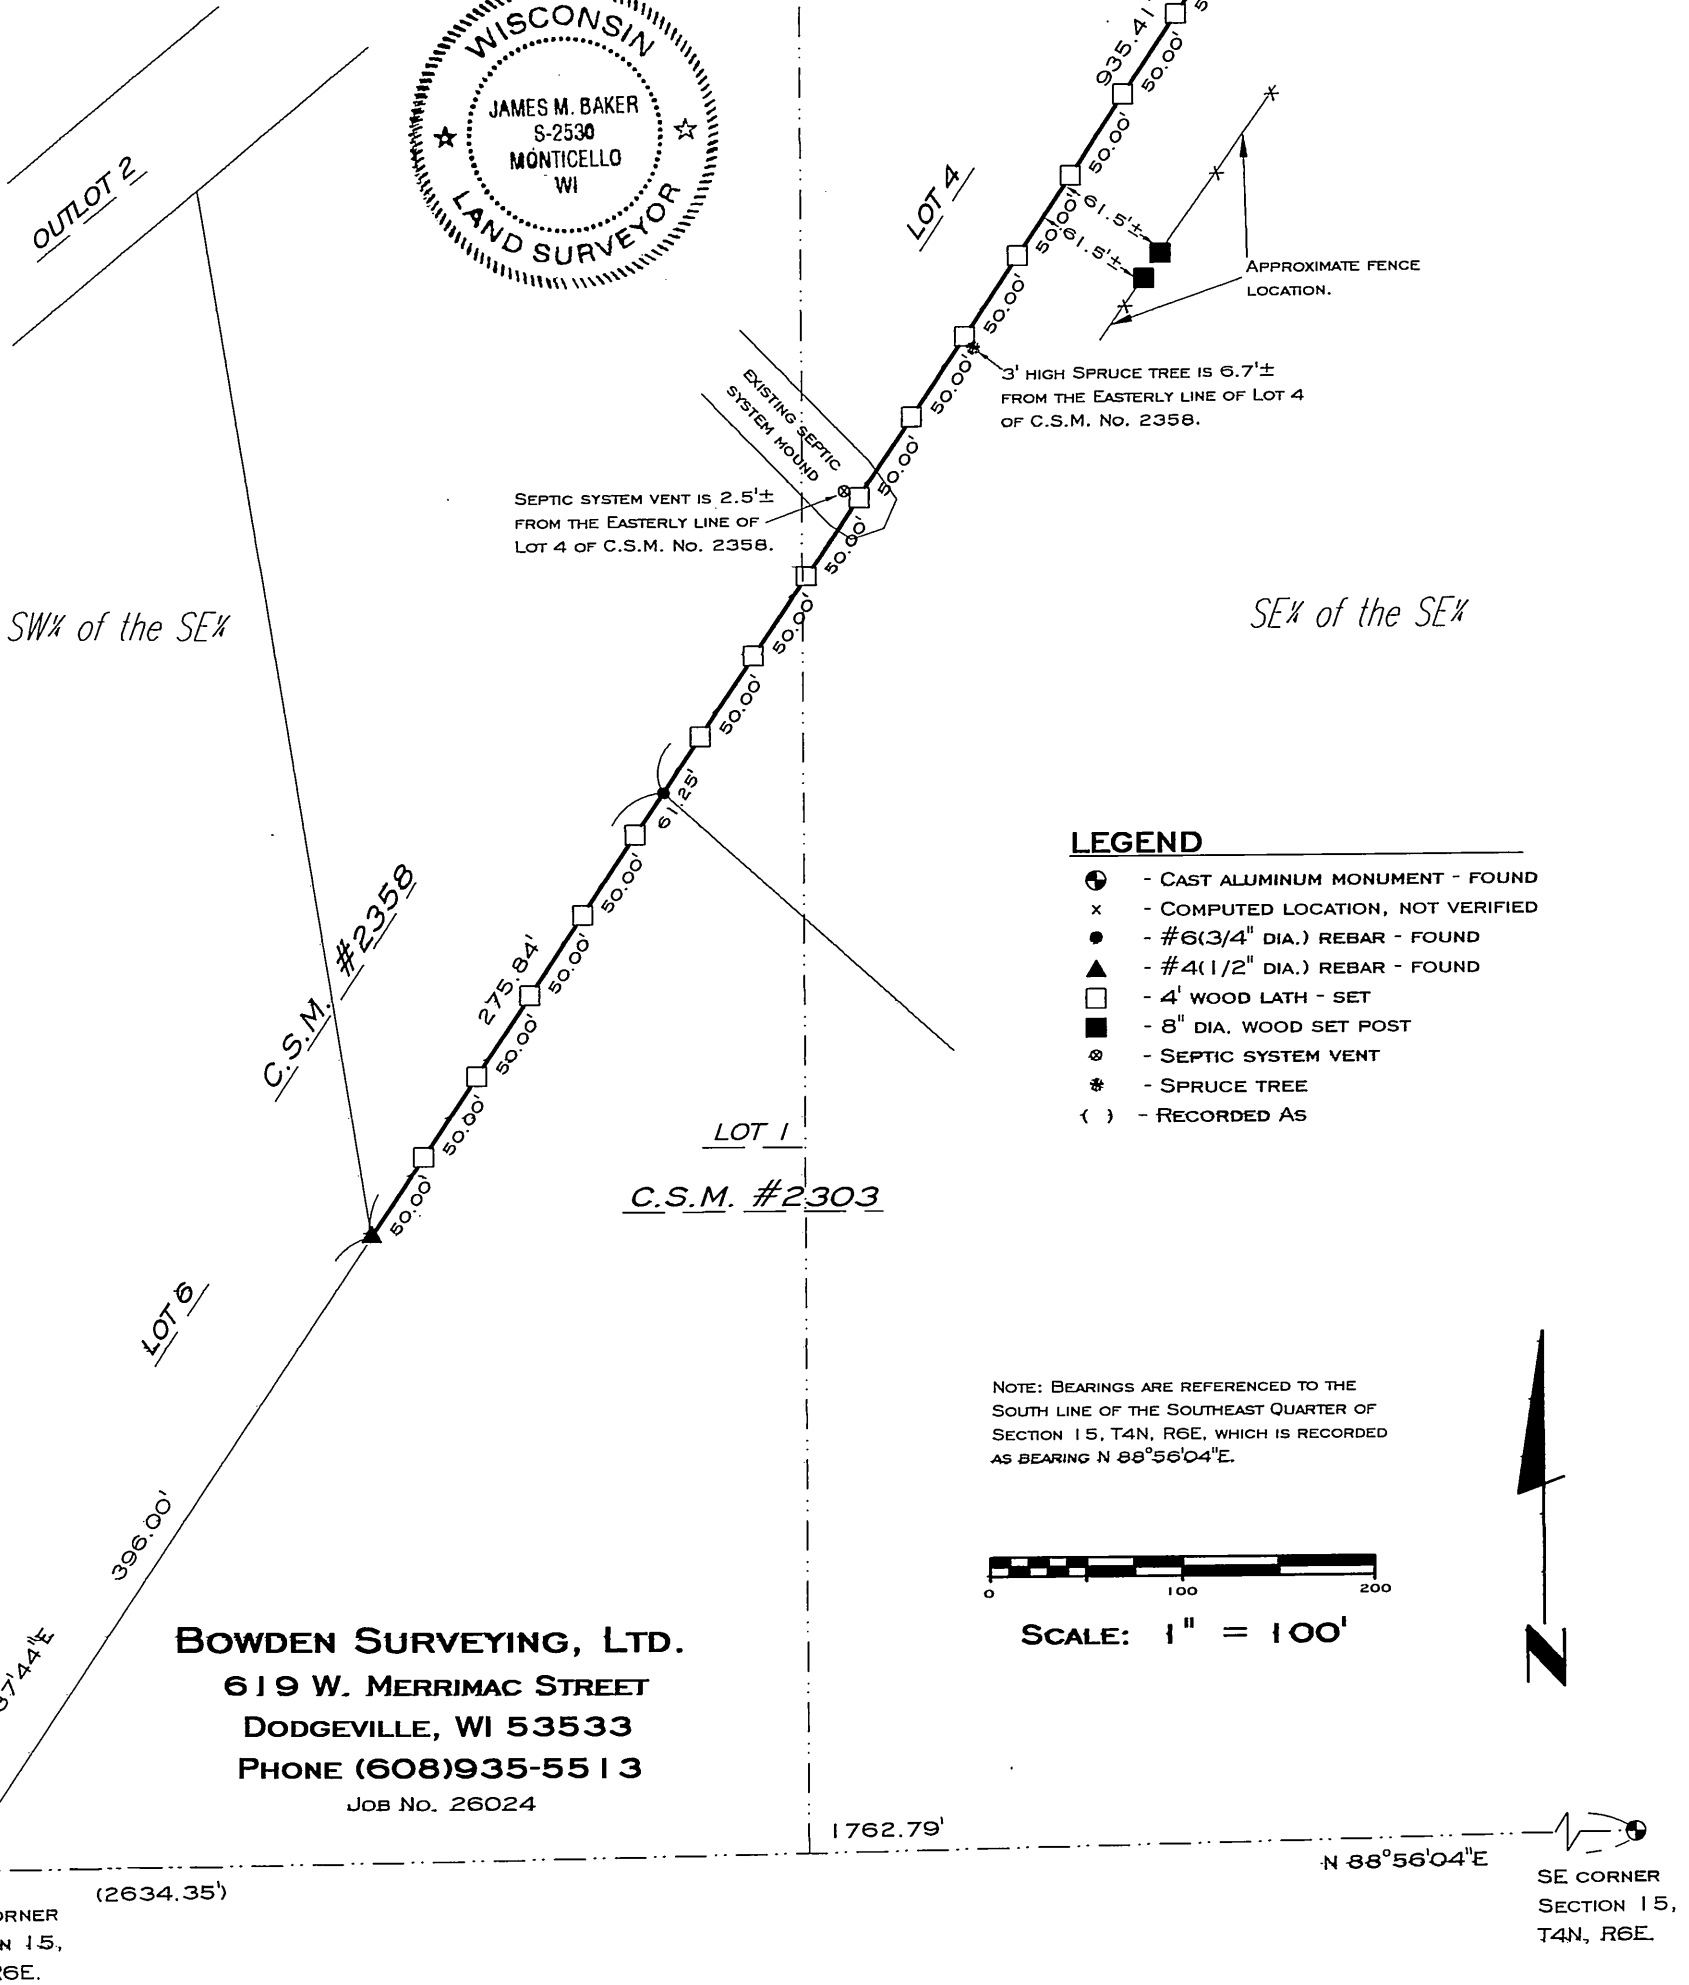 WISCONSIN
JAMES M. BAKER
S-2530
MONTICELLO
WI
LAND SURVEYOR
OUTLOT 2
LOT 4
935.41'
50.00'
50.00'
50.00'
50.00'
50.00'
50.00'
50.00'
50.00'
50.00'
50.00'
61.5'±
61.5'±
APPROXIMATE FENCE
LOCATION.
3' HIGH SPRUCE TREE IS 6.7'±
FROM THE EASTERLY LINE OF LOT 4
OF C.S.M. NO. 2358.
EXISTING SEPTIC
SYSTEM MOUND
SEPTIC SYSTEM VENT IS 2.5'±
FROM THE EASTERLY LINE OF
LOT 4 OF C.S.M. NO. 2358.
SW¼ of the SE¼
SE¼ of the SE¼
61.25'
50.00'
50.00'
50.00'
50.00'
50.00'
275.84'
C.S.M. #2358
LEGEND
- CAST ALUMINUM MONUMENT - FOUND
- COMPUTED LOCATION, NOT VERIFIED
- #6(3/4" DIA.) REBAR - FOUND
- #4(1/2" DIA.) REBAR - FOUND
- 4' WOOD LATH - SET
- 8" DIA. WOOD SET POST
- SEPTIC SYSTEM VENT
- SPRUCE TREE
( ) - RECORDED AS
LOT 1
C.S.M. #2303
LOT 6
NOTE: BEARINGS ARE REFERENCED TO THE
SOUTH LINE OF THE SOUTHEAST QUARTER OF
SECTION 15, T4N, R6E, WHICH IS RECORDED
AS BEARING N 88°56'04"E.
396.00'
37'44"E
0 100 200
SCALE: 1" = 100'
N
BOWDEN SURVEYING, LTD.
619 W. MERRIMAC STREET
DODGEVILLE, WI 53533
PHONE (608)935-5513
JOB NO. 26024
1762.79'
N 88°56'04"E
(2634.35')
SE CORNER
SECTION 15,
T4N, R6E.
ORNER
N 15,
R6E.